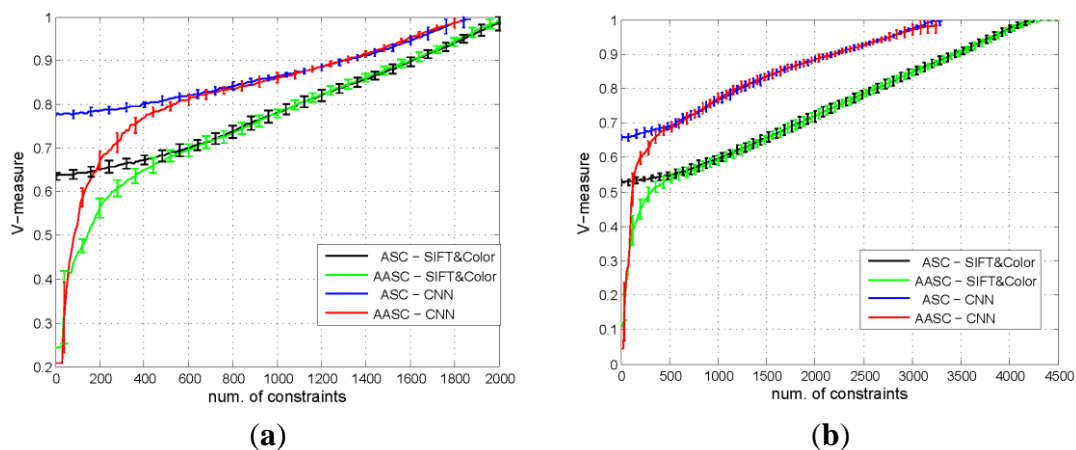 1
0.9
0.8
0.7
0.6
0.5
0.4
0.3
0.2
V-measure
0 200 400 600 800 1000 1200 1400 1600 1800 2000
num. of constraints
ASC - SIFT&Color
AASC - SIFT&Color
ASC - CNN
AASC - CNN
(a)
1
0.9
0.8
0.7
0.6
0.5
0.4
0.3
0.2
0.1
0
V-measure
0 500 1000 1500 2000 2500 3000 3500 4000 4500
num. of constraints
ASC - SIFT&Color
AASC - SIFT&Color
ASC - CNN
AASC - CNN
(b)